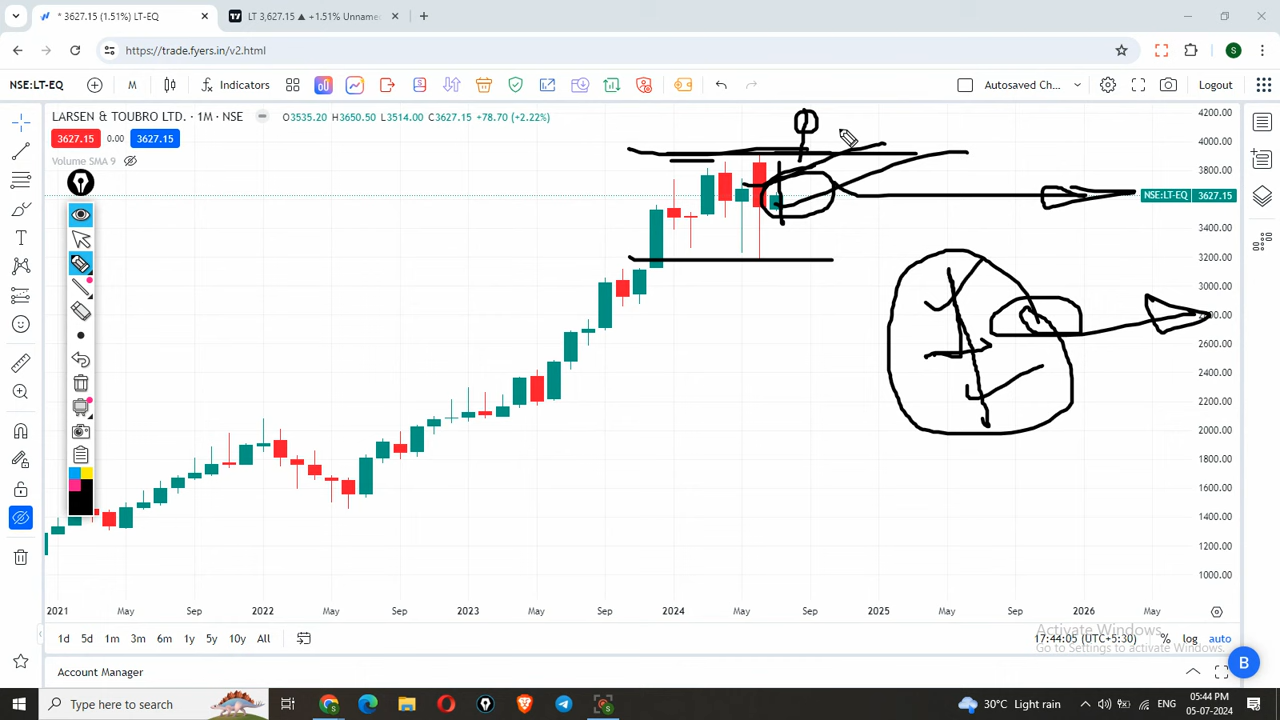 * 3627.15 (1.51%) LT-EQ
LT 3,627.15 ▲ +1.51% Unname
https://trade.fyers.in/v2.html
S
NSE:LT-EQ
M
Indicators
Autosaved Ch...
Logout
LARSEN & TOUBRO LTD. · 1M · NSE
O3535.20 H3650.50 L3514.00 C3627.15 +78.70 (+2.22%)
3627.15 0.00 3627.15
Volume SMA 9
4200.00
4000.00
3800.00
NSE:LT-EQ 3627.15
3400.00
3200.00
3000.00
2800.00
2600.00
2400.00
2200.00
2000.00
1800.00
1600.00
1400.00
1200.00
1000.00
2021 May Sep 2022 May Sep 2023 May Sep 2024 May Sep 2025 May Sep 2026 May
1d 5d 1m 3m 6m 1y 5y 10y All
17:44:05 (UTC+5:30) % log auto
Activate Windows
Go to Settings to activate Windows.
Account Manager
B
Type here to search
30°C Light rain
ENG
05:44 PM
05-07-2024